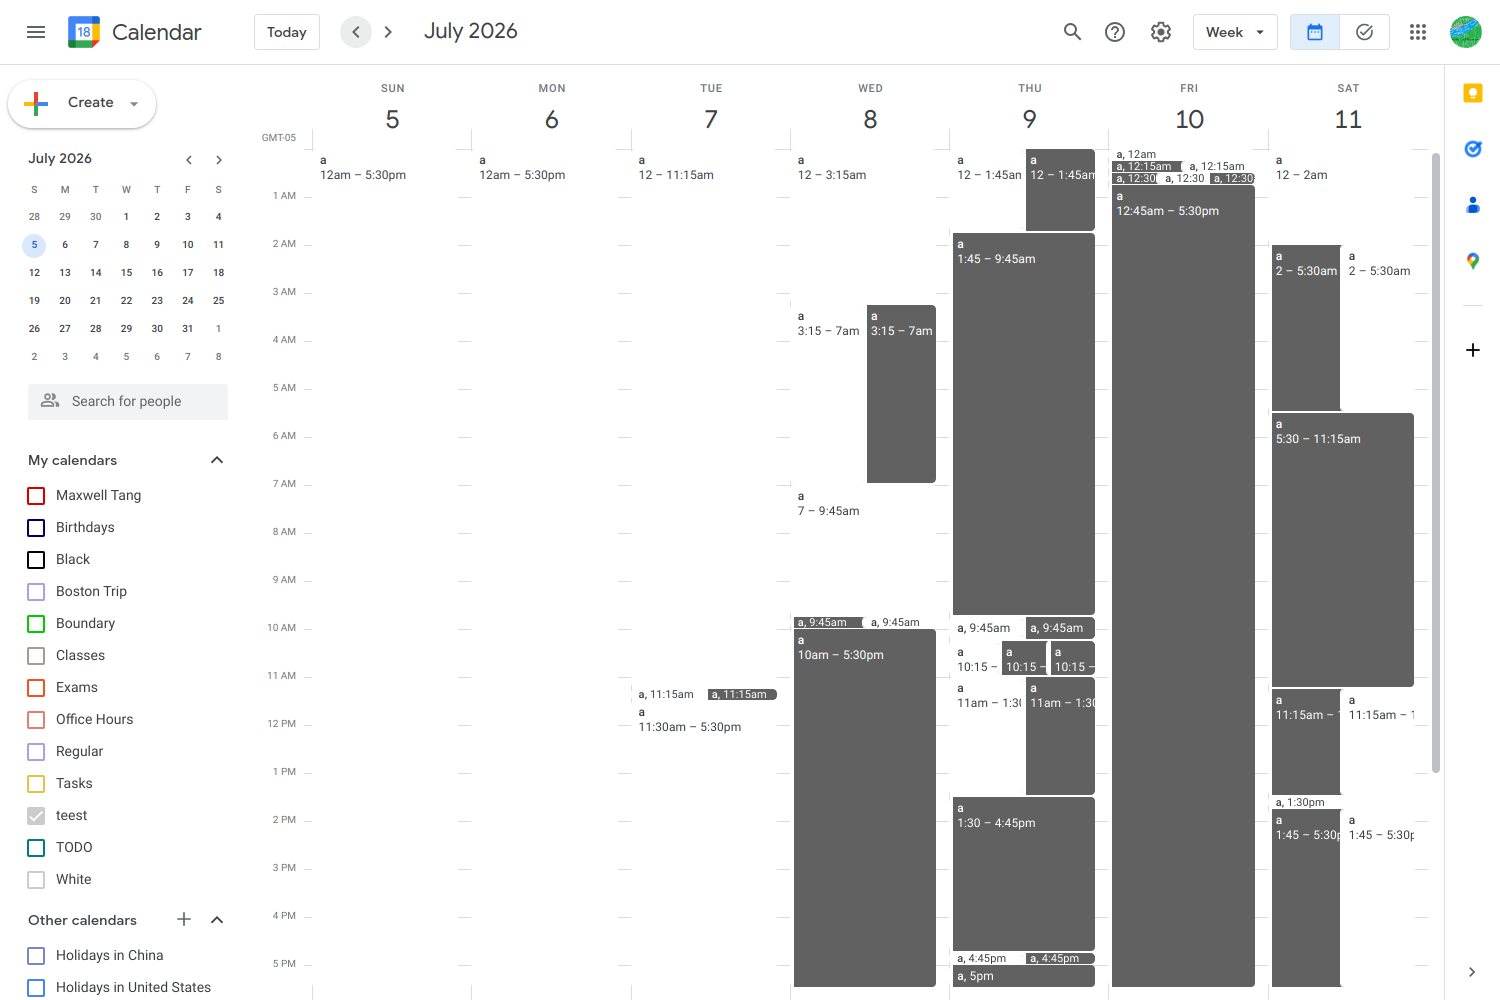 18 Calendar
Today
July 2026
Week
Create
SUN MON TUE WED THU FRI SAT
5 6 7 8 9 10 11
GMT-05
July 2026
S M T W T F S
28 29 30 1 2 3 4
5 6 7 8 9 10 11
12 13 14 15 16 17 18
19 20 21 22 23 24 25
26 27 28 29 30 31 1
2 3 4 5 6 7 8
Search for people
My calendars
Maxwell Tang
Birthdays
Black
Boston Trip
Boundary
Classes
Exams
Office Hours
Regular
Tasks
teest
TODO
White
Other calendars
Holidays in China
Holidays in United States
1 AM
2 AM
3 AM
4 AM
5 AM
6 AM
7 AM
8 AM
9 AM
10 AM
11 AM
12 PM
1 PM
2 PM
3 PM
4 PM
5 PM
a
12am – 5:30pm
a
12am – 5:30pm
a
12 – 11:15am
a, 11:15am
a, 11:15am
a
11:30am – 5:30pm
a
12 – 3:15am
a
3:15 – 7am
a
3:15 – 7am
a
7 – 9:45am
a, 9:45am
a, 9:45am
a
10am – 5:30pm
a
12 – 1:45am
a
12 – 1:45am
a
1:45 – 9:45am
a, 9:45am
a, 9:45am
a
10:15 –
a
10:15 –
a
10:15 –
a
11am – 1:30
a
11am – 1:30
a
1:30 – 4:45pm
a, 4:45pm
a, 4:45pm
a, 5pm
a, 12am
a, 12:15am
a, 12:15am
a, 12:30
a, 12:30
a, 12:30
a
12:45am – 5:30pm
a
12 – 2am
a
2 – 5:30am
a
2 – 5:30am
a
5:30 – 11:15am
a
11:15am –
a
11:15am –
a, 1:30pm
a
1:45 – 5:30p
a
1:45 – 5:30p